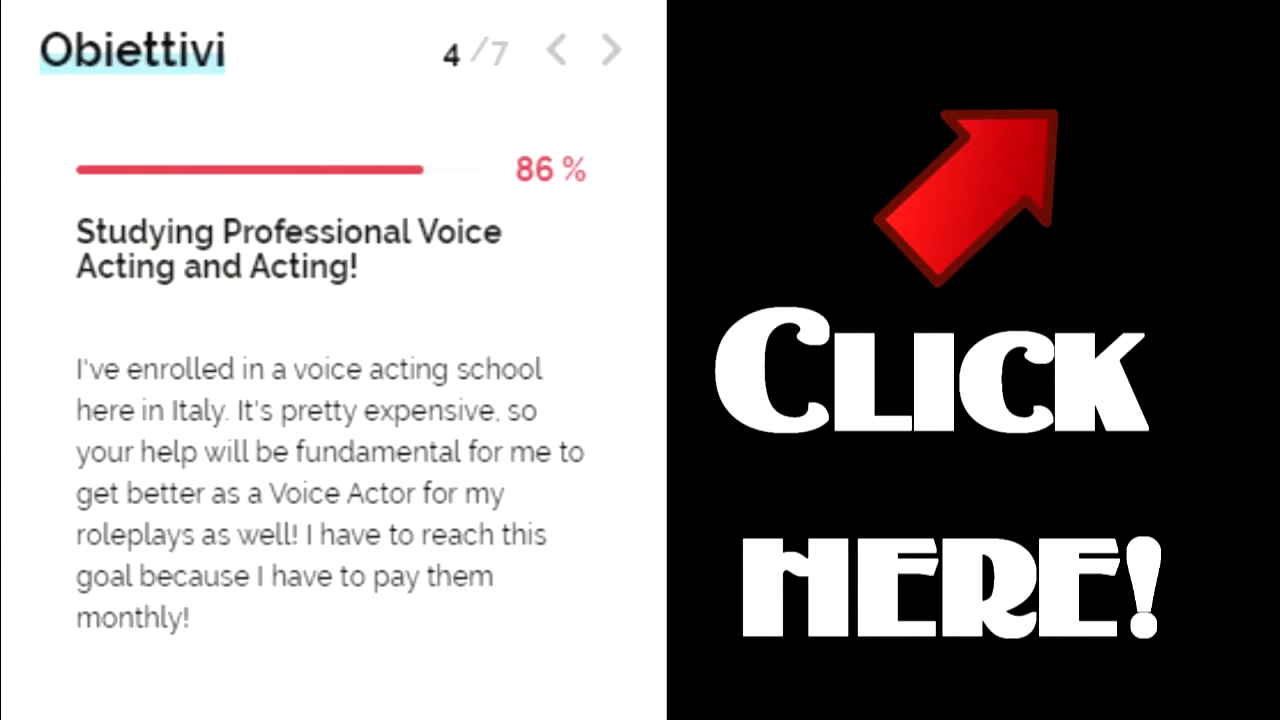 Obiettivi
4 /7
86 %
Studying Professional Voice
Acting and Acting!
I've enrolled in a voice acting school
here in Italy. It's pretty expensive, so
your help will be fundamental for me to
get better as a Voice Actor for my
roleplays as well! I have to reach this
goal because I have to pay them
monthly!
CLICK
HERE!